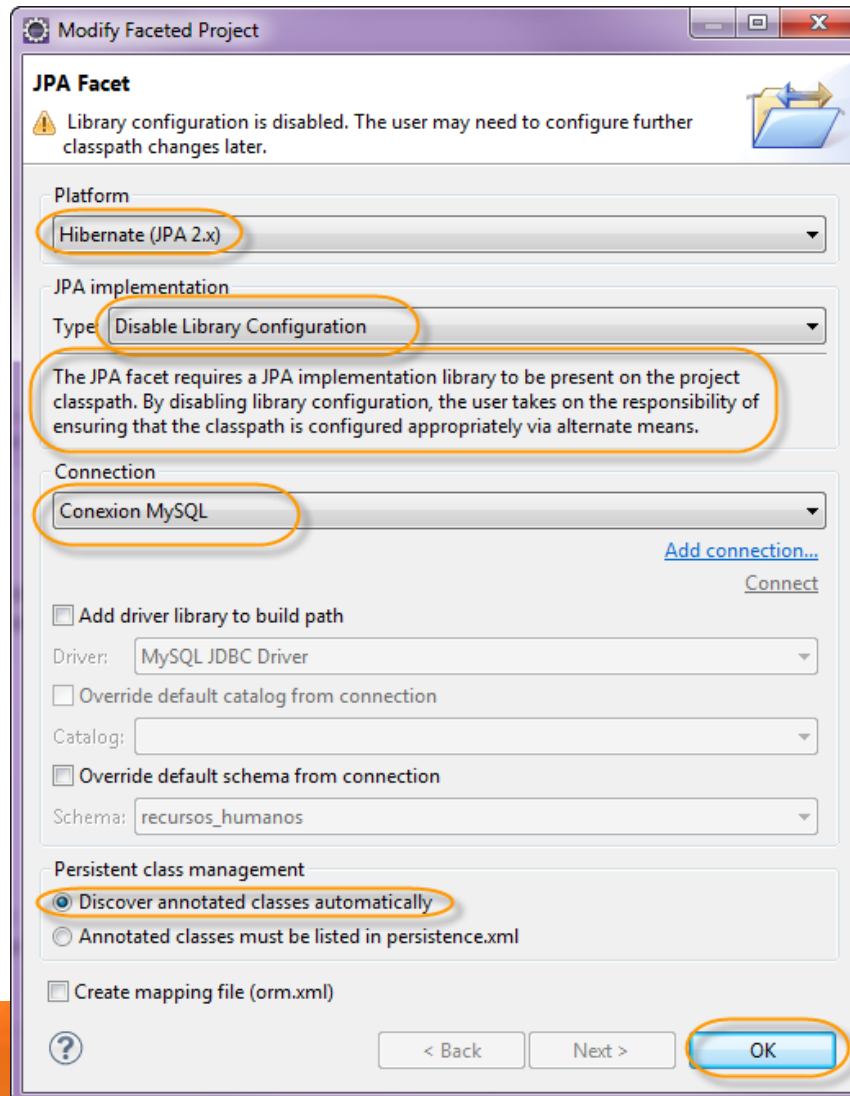 Modify Faceted Project
JPA Facet
Library configuration is disabled. The user may need to configure further
classpath changes later.
Platform
Hibernate (JPA 2.x)
JPA implementation
Type: Disable Library Configuration
The JPA facet requires a JPA implementation library to be present on the project
classpath. By disabling library configuration, the user takes on the responsibility of
ensuring that the classpath is configured appropriately via alternate means.
Connection
Conexion MySQL
Add connection...
Connect
Add driver library to build path
Driver: MySQL JDBC Driver
Override default catalog from connection
Catalog:
Override default schema from connection
Schema: recursos_humanos
Persistent class management
Discover annotated classes automatically
Annotated classes must be listed in persistence.xml
Create mapping file (orm.xml)
? < Back Next > OK